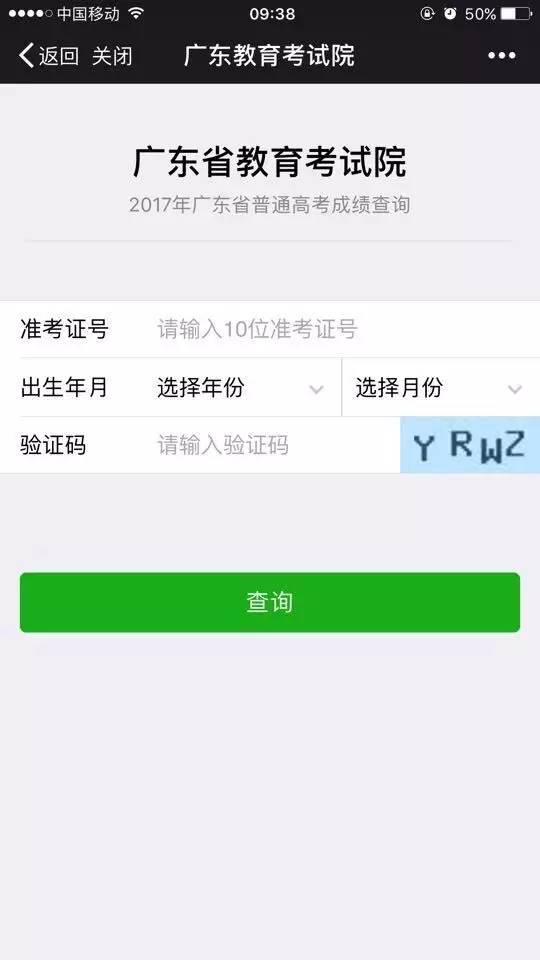 中国移动 09:38 50%
返回 关闭 广东教育考试院
广东省教育考试院
2017年广东省普通高考成绩查询
准考证号 请输入10位准考证号
出生年月 选择年份 选择月份
验证码 请输入验证码 YRWZ
查询